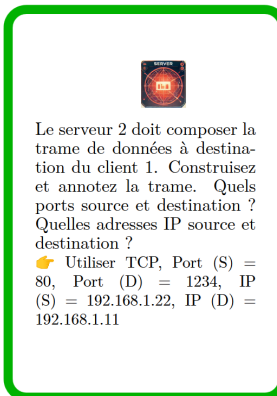 SERVER
Le serveur 2 doit composer la
trame de données à destina-
tion du client 1. Construisez
et annotez la trame. Quels
ports source et destination ?
Quelles adresses IP source et
destination ?
👉 Utiliser TCP, Port (S) =
80, Port (D) = 1234, IP
(S) = 192.168.1.22, IP (D) =
192.168.1.11